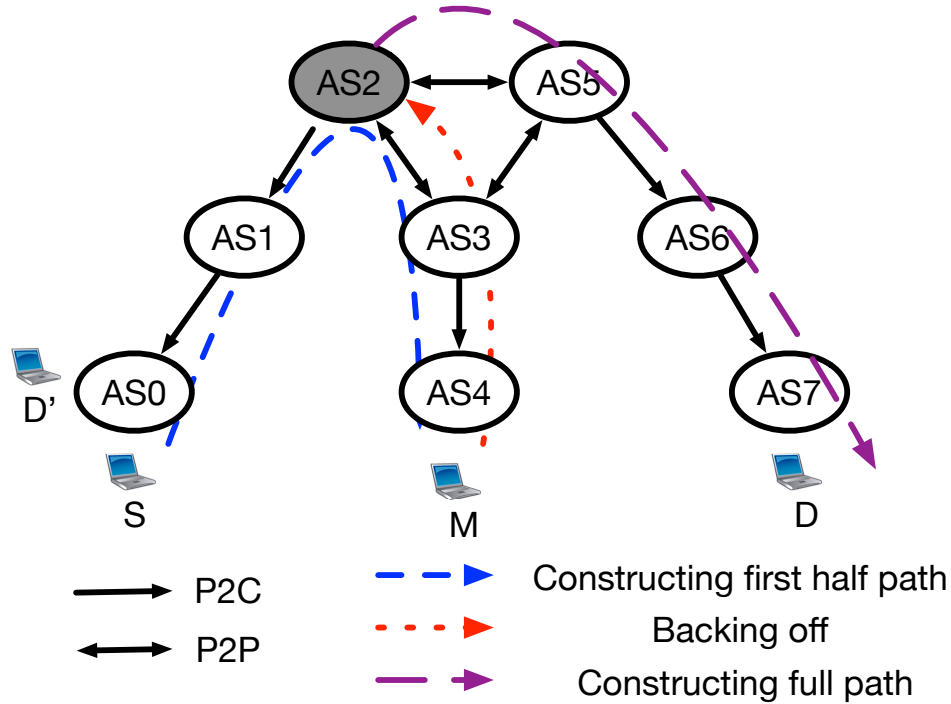 AS2
AS5
AS1
AS3
AS6
D’
AS0
AS4
AS7
S
M
D
P2C
Constructing first half path
P2P
Backing off
Constructing full path